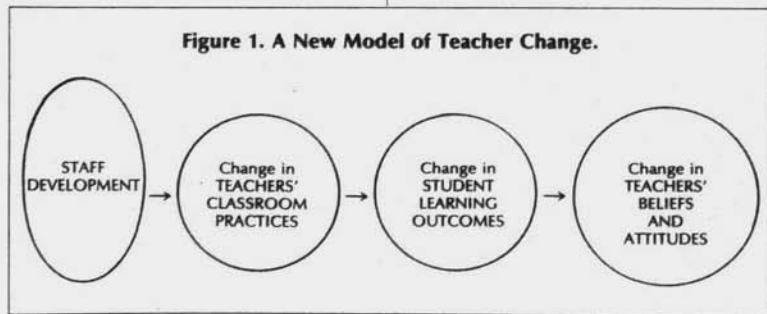 Figure 1. A New Model of Teacher Change.
STAFF
DEVELOPMENT
Change in
TEACHERS'
CLASSROOM
PRACTICES
Change in
STUDENT
LEARNING
OUTCOMES
Change in
TEACHERS'
BELIEFS
AND
ATTITUDES